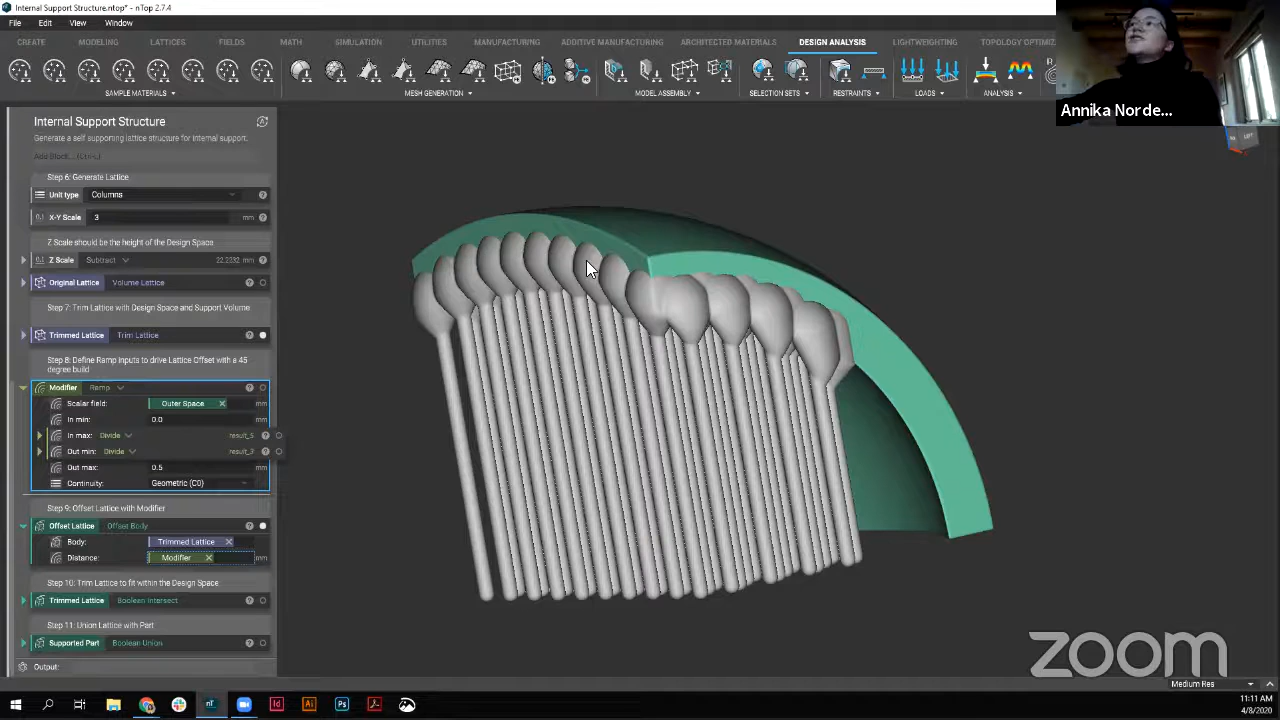 Internal Support Structure.ntop* - nTop 2.7.4
File Edit View Window
CREATE MODELING LATTICES FIELDS MATH SIMULATION UTILITIES MANUFACTURING ADDITIVE MANUFACTURING ARCHITECTED MATERIALS DESIGN ANALYSIS LIGHTWEIGHTING TOPOLOGY OPTIMIZ
SAMPLE MATERIALS MESH GENERATION MODEL ASSEMBLY SELECTION SETS RESTRAINTS LOADS ANALYSIS
Annika Norde...
LEFT
Internal Support Structure
Generate a self supporting lattice structure for internal support.
Add Block... (Ctrl+L)
Step 6: Generate Lattice
Unit type Columns
X-Y Scale 3 mm
Z Scale should be the height of the Design Space
Z Scale Subtract 22.2232 mm
Original Lattice Volume Lattice
Step 7: Trim Lattice with Design Space and Support Volume
Trimmed Lattice Trim Lattice
Step 8: Define Ramp Inputs to drive Lattice Offset with a 45
degree build
Modifier Ramp
Scalar field: Outer Space mm
In min: 0.0 mm
In max: Divide result_5
Out min: Divide result_3
Out max: 0.5 mm
Continuity: Geometric (C0)
Step 9: Offset Lattice with Modifier
Offset Lattice Offset Body
Body: Trimmed Lattice
Distance: Modifier mm
Step 10: Trim Lattice to fit within the Design Space
Trimmed Lattice Boolean Intersect
Step 11: Union Lattice with Part
Supported Part Boolean Union
Output:
zoom
Medium Res
11:11 AM
4/8/2020